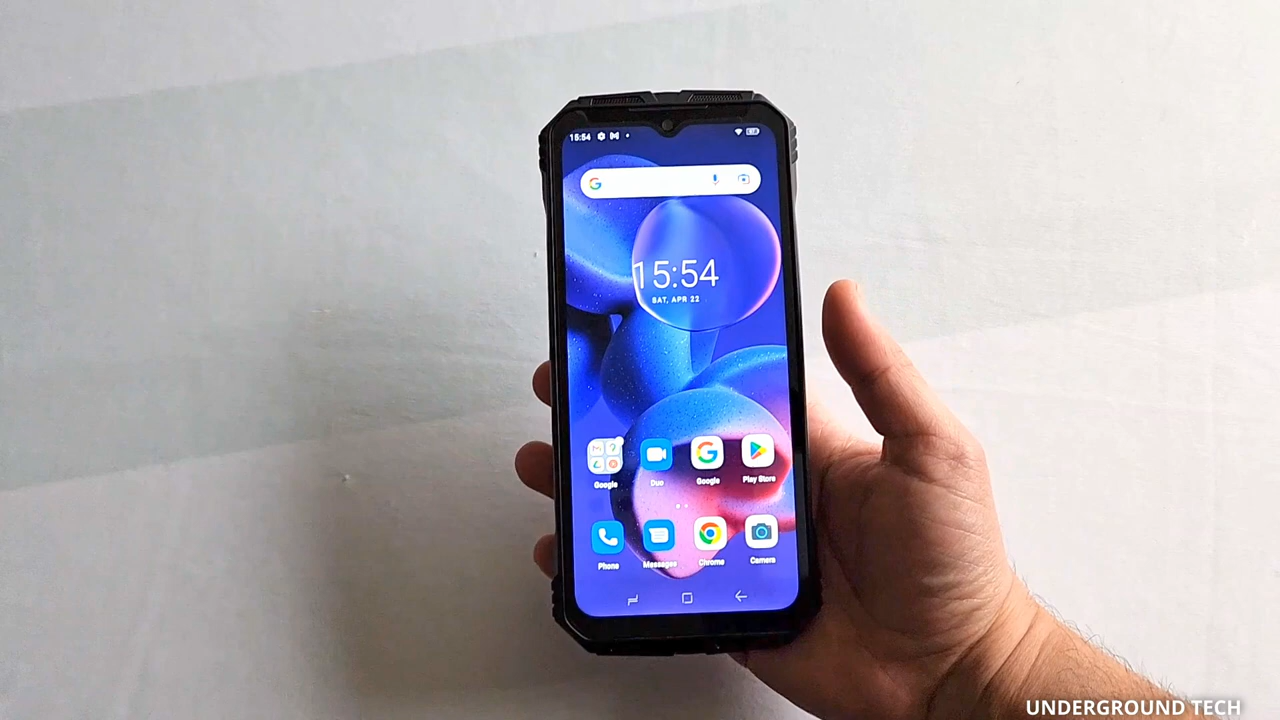 15:54
15:54
SAT, APR 22
Google
Duo
Google
Play Store
Phone
Messages
Chrome
Camera
UNDERGROUND TECH